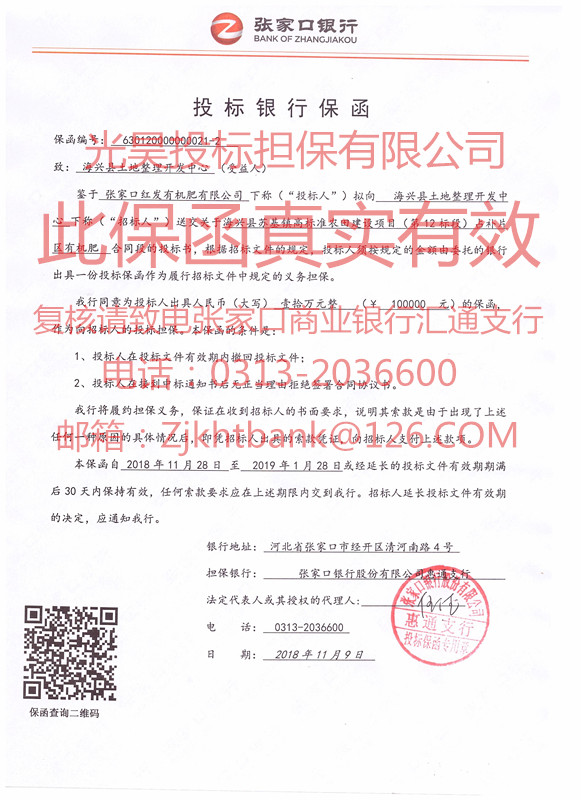 张家口银行
BANK OF ZHANGJIAKOU
投标银行保函
保函编号： 630120000000021-2
光昊投标担保有限公司
致： 海兴县土地整理开发中心 （受益人）
鉴于 张家口红发有机肥有限公司 下称（“投标人”）拟向 海兴县土地整理开发中
心 下称（“招标人”）递交关于海兴县苏基镇高标准农田建设项目（第 12 标段）占补片
此保函真实有效
区有机肥 合同段的投标书，根据招标文件的规定，投标人须按规定的金额由委托的银行
出具一份投标保函作为履行招标文件中规定的义务担保。
我行同意为投标人出具人民币（大写） 壹拾万元整 （￥ 100000 元）的保函，
复核请致电张家口商业银行汇通支行
作为向招标人的投标担保，本保函的条件是：
1、投标人在投标文件有效期内撤回投标文件；
电话：0313-2036600
2、投标人在接到中标通知书后无正当理由拒绝签署合同协议书。
我行将履约担保义务，保证在收到招标人的书面要求，说明其索款是由于出现了上述
邮箱：Zjkhtbank@126.COM
任何一种原因的具体情况后，即凭招标人出具的索款凭证，向招标人支付上述款项。
本保函自 2018 年 11 月 28 日 至 2019 年 1 月 28 日或经延长的投标文件有效期期满
后 30 天内保持有效，任何索款要求应在上述期限内交到我行。招标人延长投标文件有效期
的决定，应通知我行。
银行地址： 河北省张家口市经开区清河南路 4 号
担保银行： 张家口银行股份有限公司惠通支行
法定代表人或其授权的代理人：
电 话： 0313-2036600
日 期： 2018 年 11 月 9 日
张家口银行股份有限公司
惠通支行
投标保函专用章
保函查询二维码